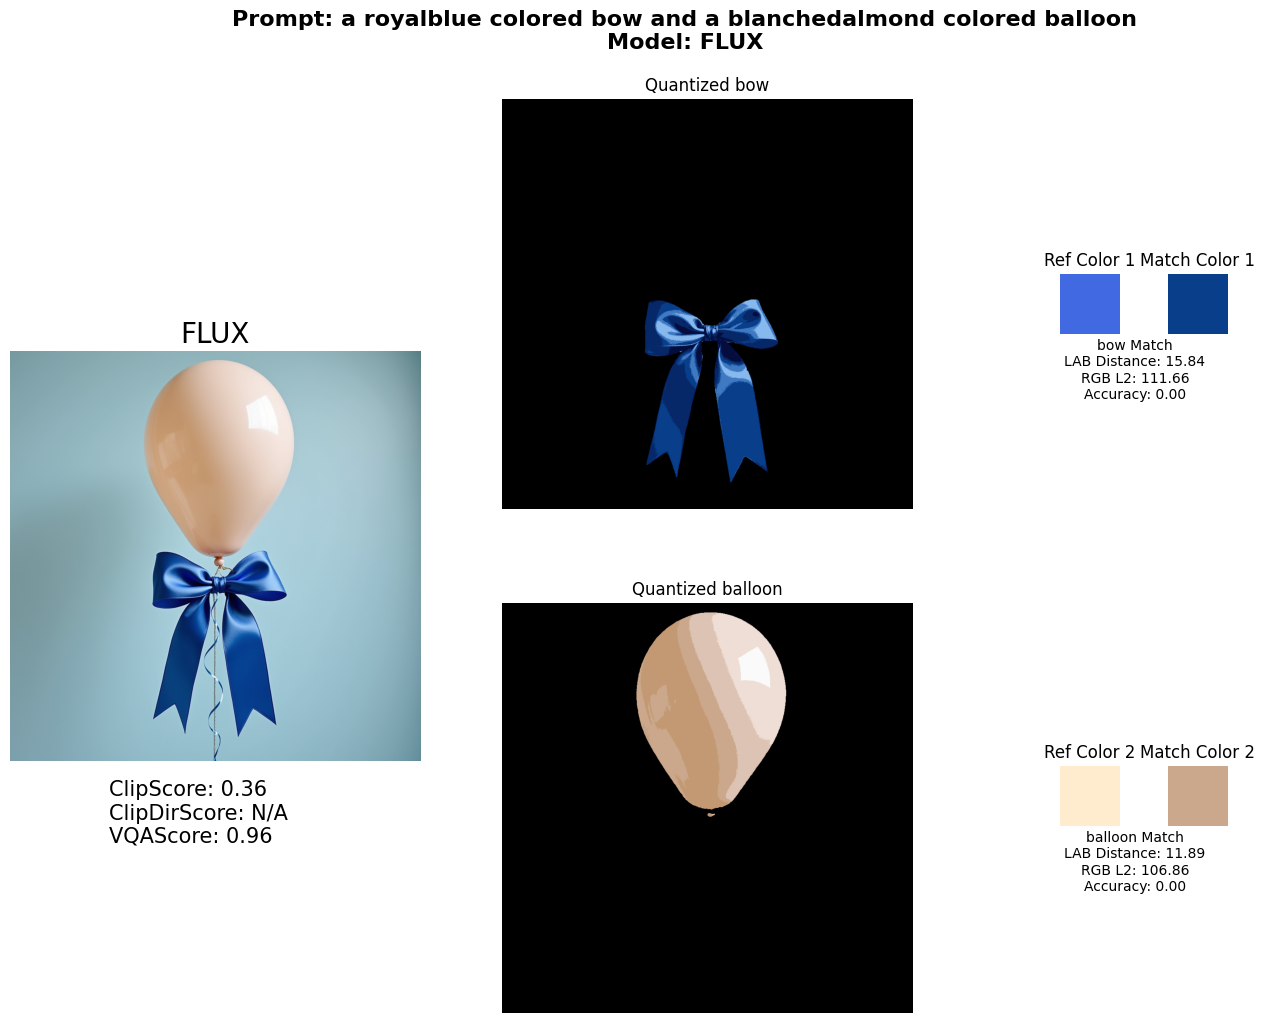 Prompt: a royalblue colored bow and a blanchedalmond colored balloon
Model: FLUX
FLUX
ClipScore: 0.36
ClipDirScore: N/A
VQAScore: 0.96
Quantized bow
Quantized balloon
Ref Color 1 Match Color 1
bow Match
LAB Distance: 15.84
RGB L2: 111.66
Accuracy: 0.00
Ref Color 2 Match Color 2
balloon Match
LAB Distance: 11.89
RGB L2: 106.86
Accuracy: 0.00